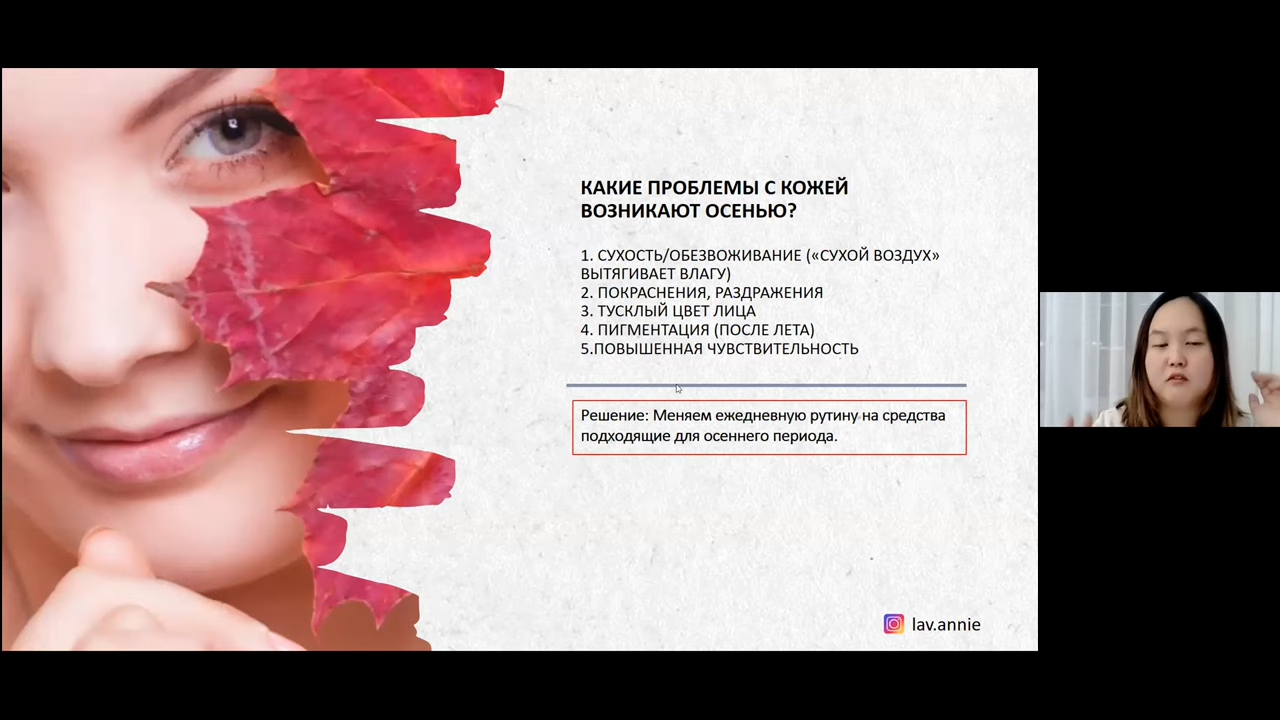 КАКИЕ ПРОБЛЕМЫ С КОЖЕЙ
ВОЗНИКАЮТ ОСЕНЬЮ?
1. СУХОСТЬ/ОБЕЗВОЖИВАНИЕ («СУХОЙ ВОЗДУХ»
ВЫТЯГИВАЕТ ВЛАГУ)
2. ПОКРАСНЕНИЯ, РАЗДРАЖЕНИЯ
3. ТУСКЛЫЙ ЦВЕТ ЛИЦА
4. ПИГМЕНТАЦИЯ (ПОСЛЕ ЛЕТА)
5.ПОВЫШЕННАЯ ЧУВСТВИТЕЛЬНОСТЬ
Решение: Меняем ежедневную рутину на средства
подходящие для осеннего периода.
lav.annie